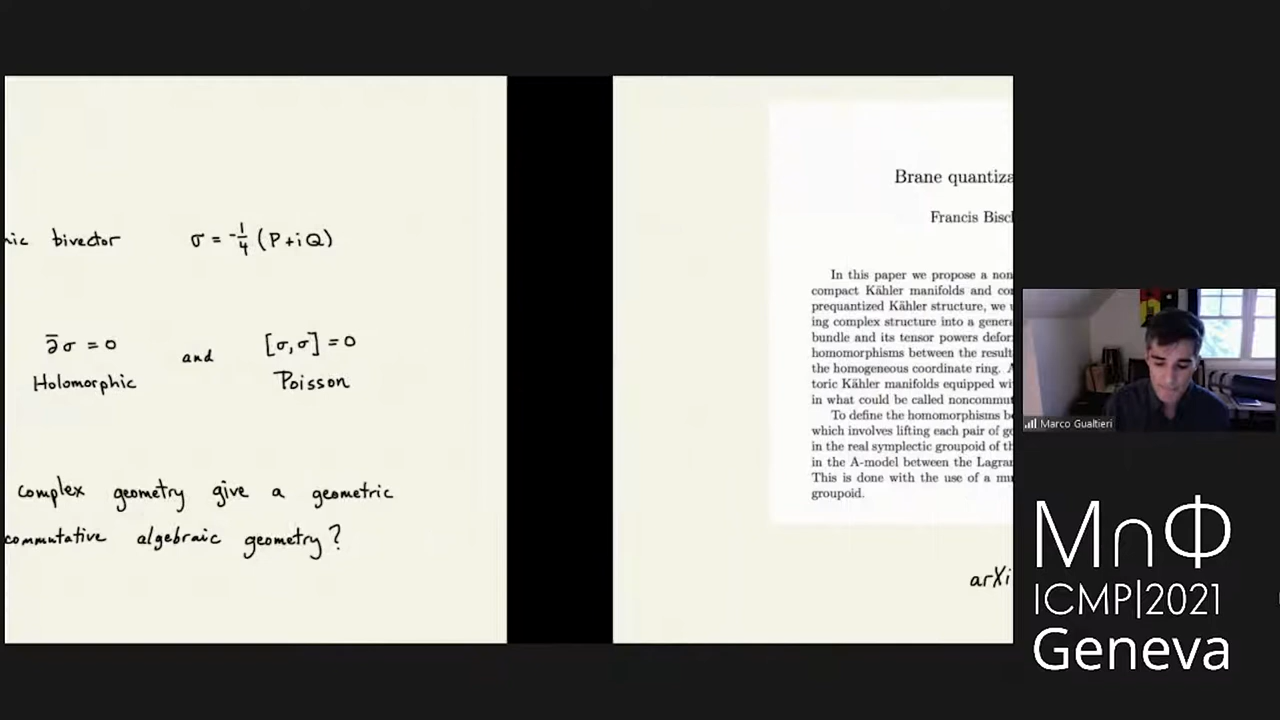 bivector σ = -1/4 (P+iQ)
∂̄σ = 0 and [σ,σ] = 0
Holomorphic Poisson
complex geometry give a geometric
commutative algebraic geometry?
Brane quantiza
Francis Bisc
In this paper we propose a non
compact Kähler manifolds and co
prequantized Kähler structure, we
ing complex structure into a gener
bundle and its tensor powers defor
homomorphisms between the result
the homogeneous coordinate ring.
toric Kähler manifolds equipped wi
in what could be called noncommut
To define the homomorphisms be
which involves lifting each pair of ge
in the real symplectic groupoid of th
in the A-model between the Lagran
This is done with the use of a mu
groupoid.
arXi
Marco Gualtieri
M∩Φ
ICMP|2021
Geneva